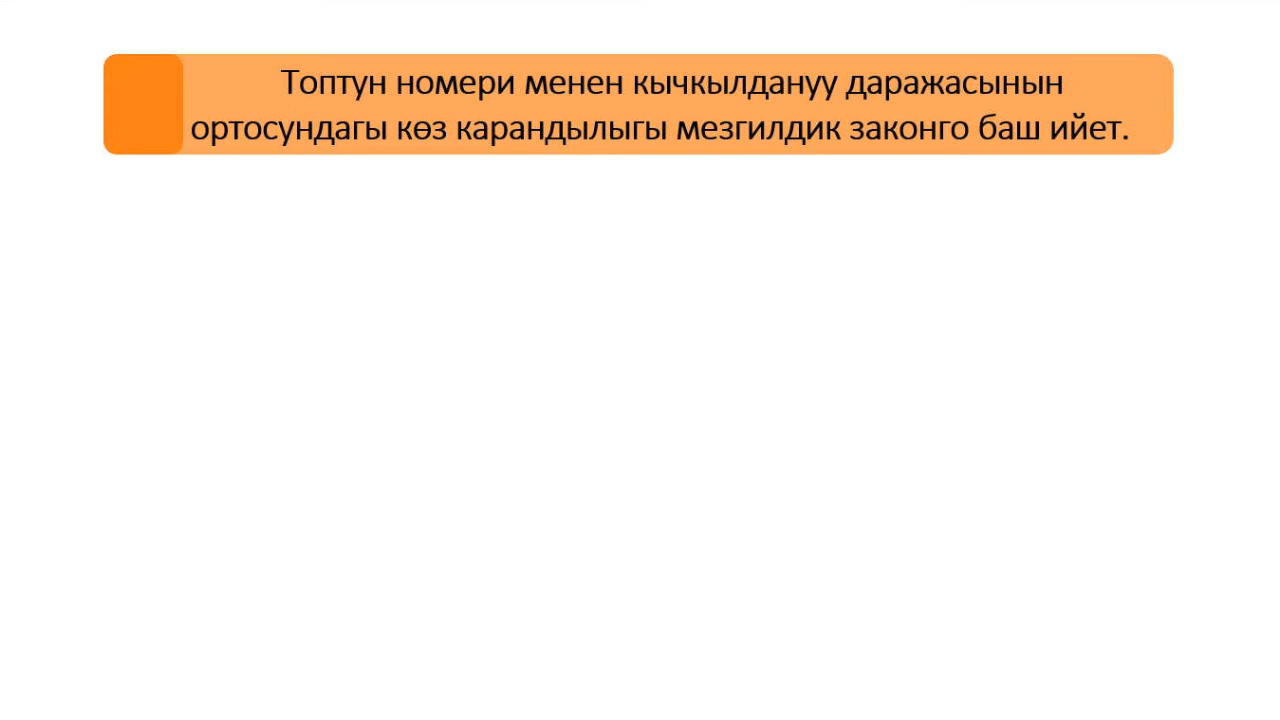 Топтун номери менен кычкылдануу даражасынын
ортосундагы көз карандылыгы мезгилдик законго баш ийет.